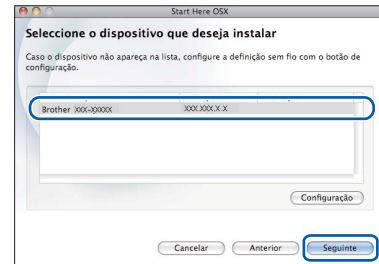 Start Here OSX
Seleccione o dispositivo que deseja instalar
Caso o dispositivo não apareça na lista, configure a definição sem fio com o botão de
configuração.
Brother XXX-XXXXX XXX.XXX.X.X
Configuração
Cancelar Anterior Seguinte